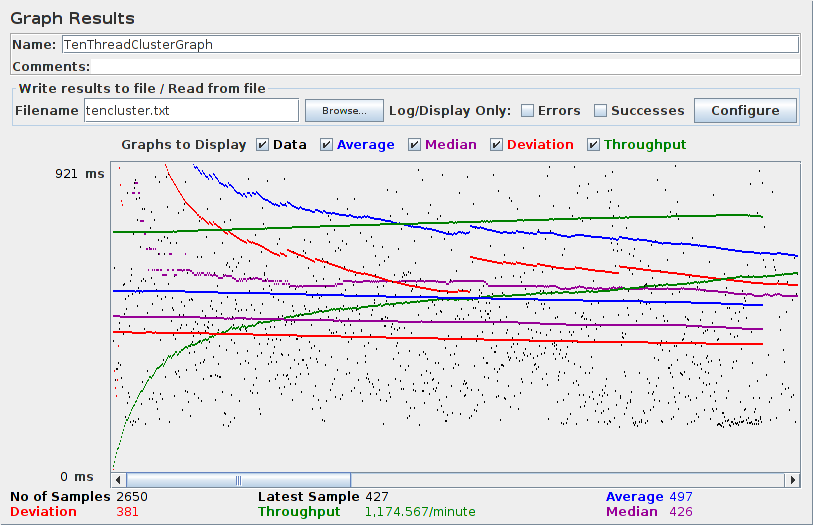 Graph Results
Name: TenThreadClusterGraph
Comments:
Write results to file / Read from file
Filename tencluster.txt Browse... Log/Display Only: Errors Successes Configure
Graphs to Display Data Average Median Deviation Throughput
921 ms
0 ms
No of Samples 2650 Latest Sample 427 Average 497
Deviation 381 Throughput 1,174.567/minute Median 426